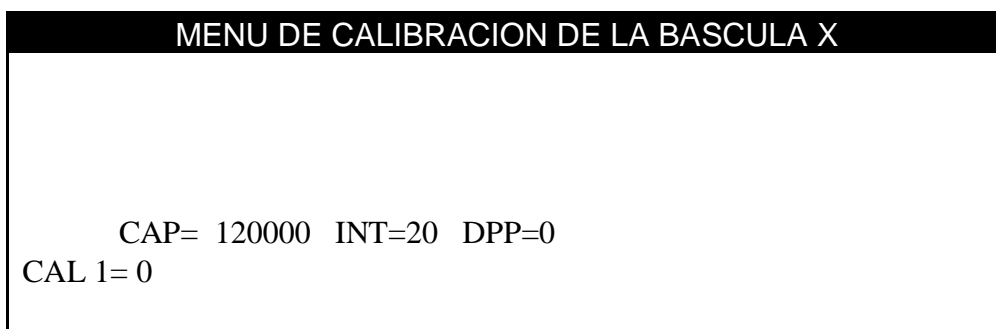 MENU DE CALIBRACION DE LA BASCULA X
CAP= 120000 INT=20 DPP=0
CAL 1= 0